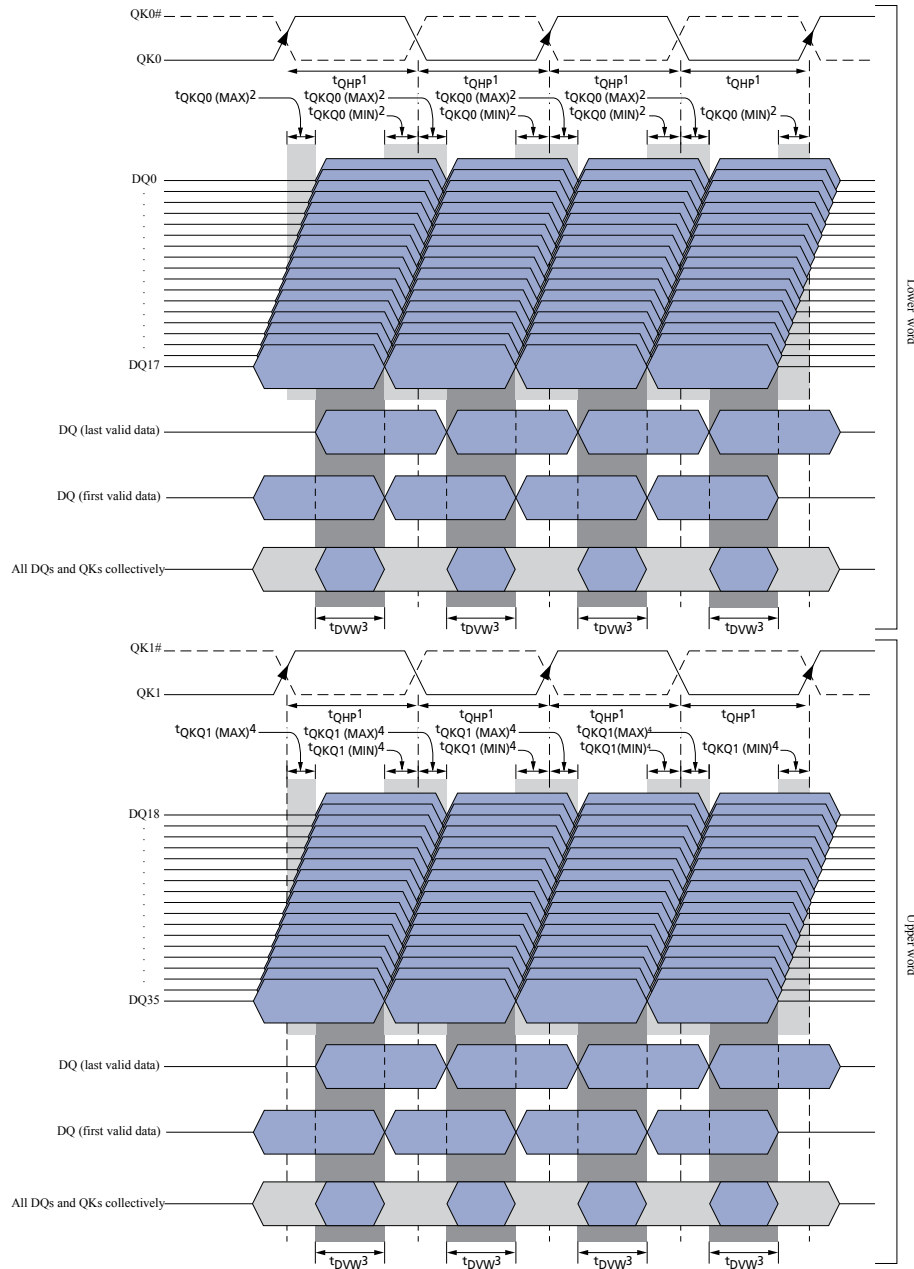 QK0#
QK0
tQHP1 tQHP1 tQHP1 tQHP1
tQKQ0 (MAX)2 tQKQ0 (MAX)2 tQKQ0 (MAX)2 tQKQ0 (MAX)2
tQKQ0 (MIN)2 tQKQ0 (MIN)2 tQKQ0 (MIN)2 tQKQ0 (MIN)2
DQ0
DQ17
DQ (last valid data)
DQ (first valid data)
All DQs and QKs collectively
tDVW3 tDVW3 tDVW3 tDVW3
Lower Word
QK1#
QK1
tQHP1 tQHP1 tQHP1 tQHP1
tQKQ1 (MAX)4 tQKQ1 (MAX)4 tQKQ1 (MAX)4 tQKQ1(MAX)4
tQKQ1 (MIN)4 tQKQ1 (MIN)4 tQKQ1(MIN)4 tQKQ1 (MIN)4
DQ18
DQ35
DQ (last valid data)
DQ (first valid data)
All DQs and QKs collectively
tDVW3 tDVW3 tDVW3 tDVW3
Upper word